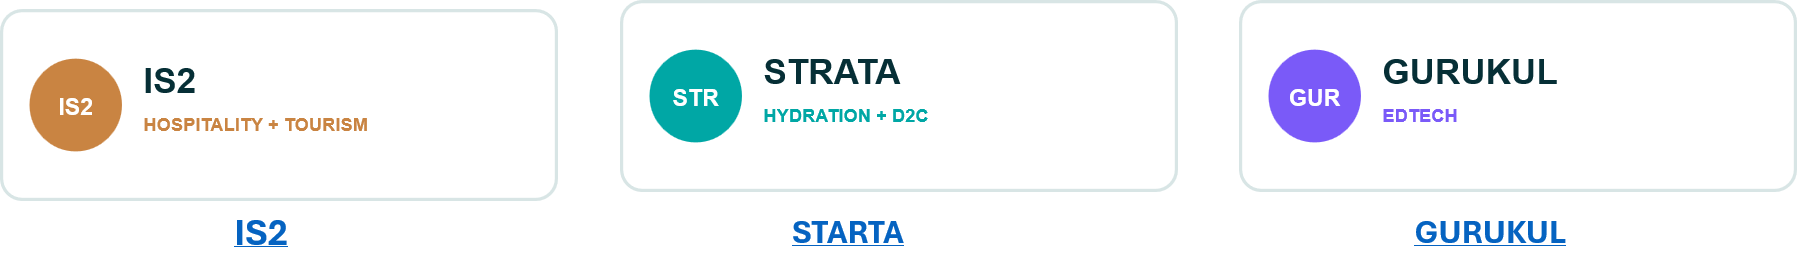 IS2
IS2
HOSPITALITY + TOURISM
IS2
STR
STRATA
HYDRATION + D2C
STARTA
GUR
GURUKUL
EDTECH
GURUKUL